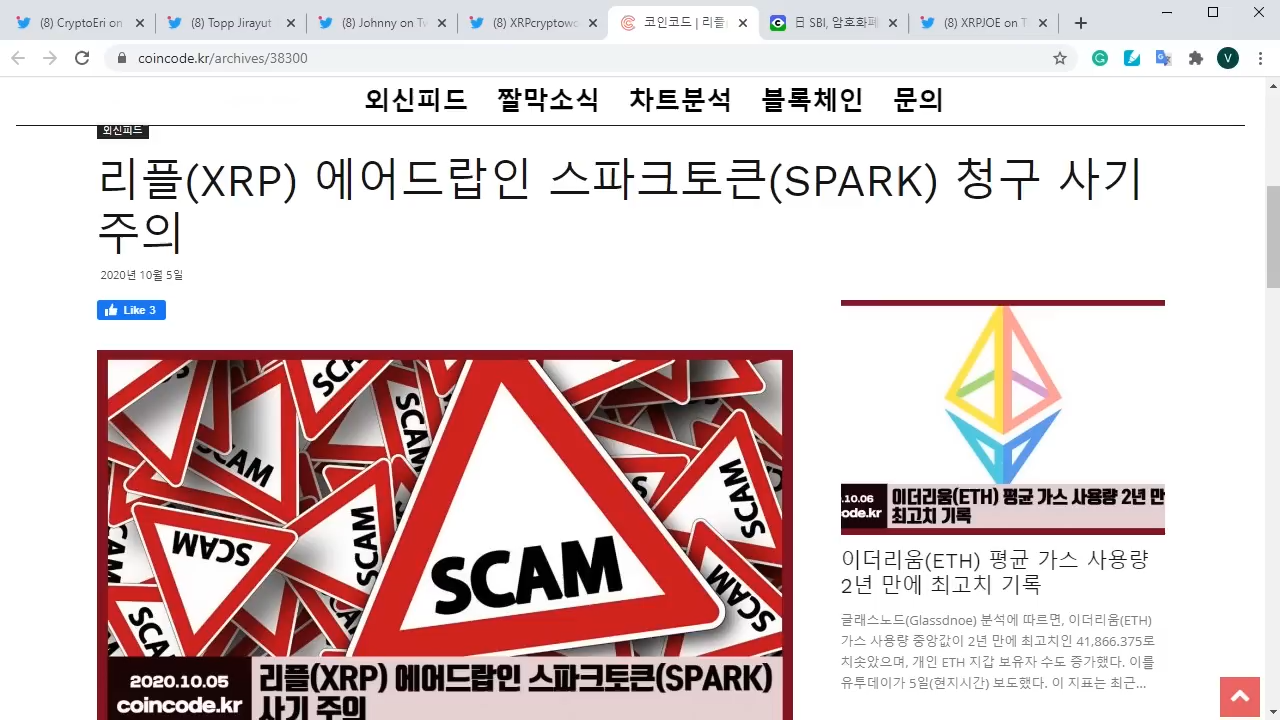 (8) CryptoEri on
(8) Topp Jirayut
(8) Johnny on Tw
(8) XRPcryptowo
코인코드 | 리플
日 SBI, 암호화폐
(8) XRPJOE on T
coincode.kr/archives/38300
V
외신피드 짤막소식 차트분석 블록체인 문의
외신피드
리플(XRP) 에어드랍인 스파크토큰(SPARK) 청구 사기
주의
2020년 10월 5일
Like 3
SCAM
SCAM
SCAM
SCAM
SCAM
SCAM
SCAM
SCAM
2020.10.05
coincode.kr
리플(XRP) 에어드랍인 스파크토큰(SPARK)
사기 주의
.10.06
ode.kr
이더리움(ETH) 평균 가스 사용량 2년 만
최고치 기록
이더리움(ETH) 평균 가스 사용량
2년 만에 최고치 기록
글래스노드(Glassdnoe) 분석에 따르면, 이더리움(ETH)
가스 사용량 중앙값이 2년 만에 최고치인 41,866.375로
치솟았으며, 개인 ETH 지갑 보유자 수도 증가했다. 이를
유투데이가 5일(현지시간) 보도했다. 이 지표는 최근...